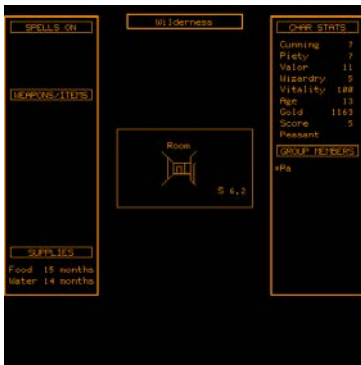 SPELLS ON
WEAPONS/ITEMS
SUPPLIES
Food 15 months
Water 14 months
Wilderness
Room
S 6,2
CHAR STATS
Cunning 7
Piety 7
Valor 11
Wizardry 5
Vitality 100
Age 13
Gold 1163
Score 5
Peasant
GROUP MEMBERS
*Pa